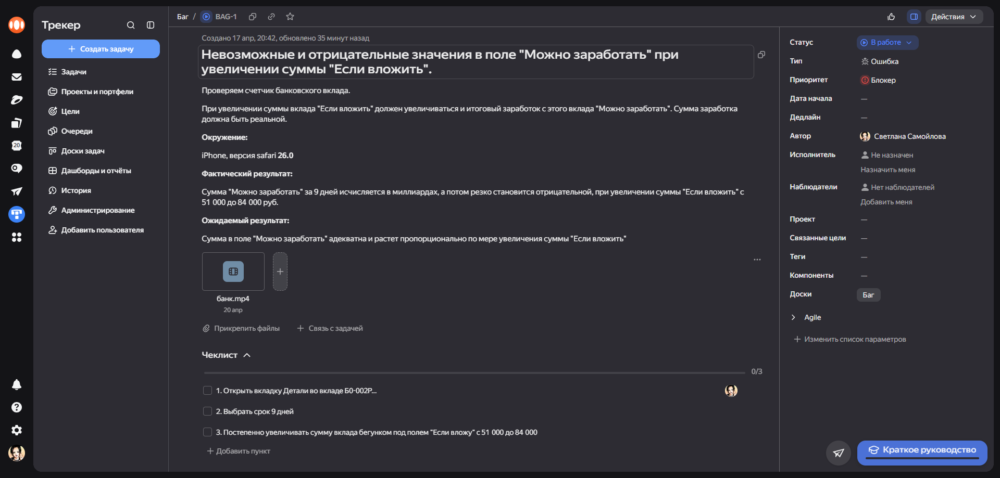 Баг / BAG-1
Действия
20
Трекер
Создать задачу
Задачи
Проекты и портфели
Цели
Очереди
Доски задач
Дашборды и отчёты
История
Администрирование
Добавить пользователя
Создано 17 апр, 20:42, обновлено 35 минут назад
Невозможные и отрицательные значения в поле "Можно заработать" при
увеличении суммы "Если вложить".
Проверяем счетчик банковского вклада.
При увеличении суммы вклада "Если вложить" должен увеличиваться и итоговый заработок с этого вклада "Можно заработать". Сумма заработка
должна быть реальной.
Окружение:
iPhone, версия safari 26.0
Фактический результат:
Сумма "Можно заработать" за 9 дней исчисляется в миллиардах, а потом резко становится отрицательной, при увеличении суммы "Если вложить" с
51 000 до 84 000 руб.
Ожидаемый результат:
Сумма в поле "Можно заработать" адекватна и растет пропорционально по мере увеличения суммы "Если вложить"
банк.mp4
20 апр
Прикрепить файлы
Связь с задачей
Чеклист
0/3
1. Открыть вкладку Детали во вкладе Б0-002Р...
2. Выбрать срок 9 дней
3. Постепенно увеличивать сумму вклада бегунком под полем "Если вложу" с 51 000 до 84 000
Добавить пункт
Статус
В работе
Тип
Ошибка
Приоритет
Блокер
Дата начала
—
Дедлайн
—
Автор
Светлана Самойлова
Исполнитель
Не назначен
Назначить меня
Наблюдатели
Нет наблюдателей
Добавить меня
Проект
—
Связанные цели
—
Теги
—
Компоненты
—
Доски
Баг
Agile
Изменить список параметров
Краткое руководство